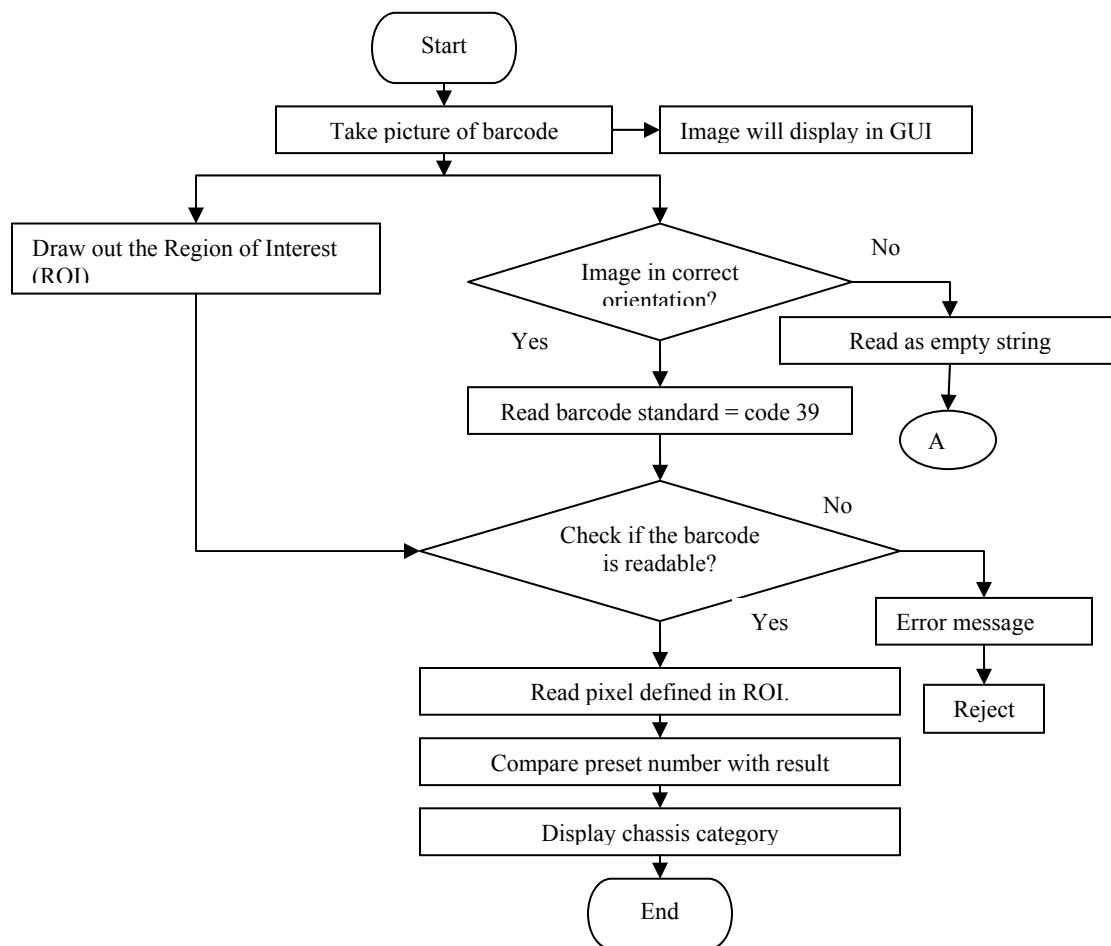 Start
Take picture of barcode
Image will display in GUI
Draw out the Region of Interest
(ROI)
No
Image in correct
orientation?
Yes
Read as empty string
Read barcode standard = code 39
A
No
Check if the barcode
is readable?
Yes
Error message
Read pixel defined in ROI.
Reject
Compare preset number with result
Display chassis category
End